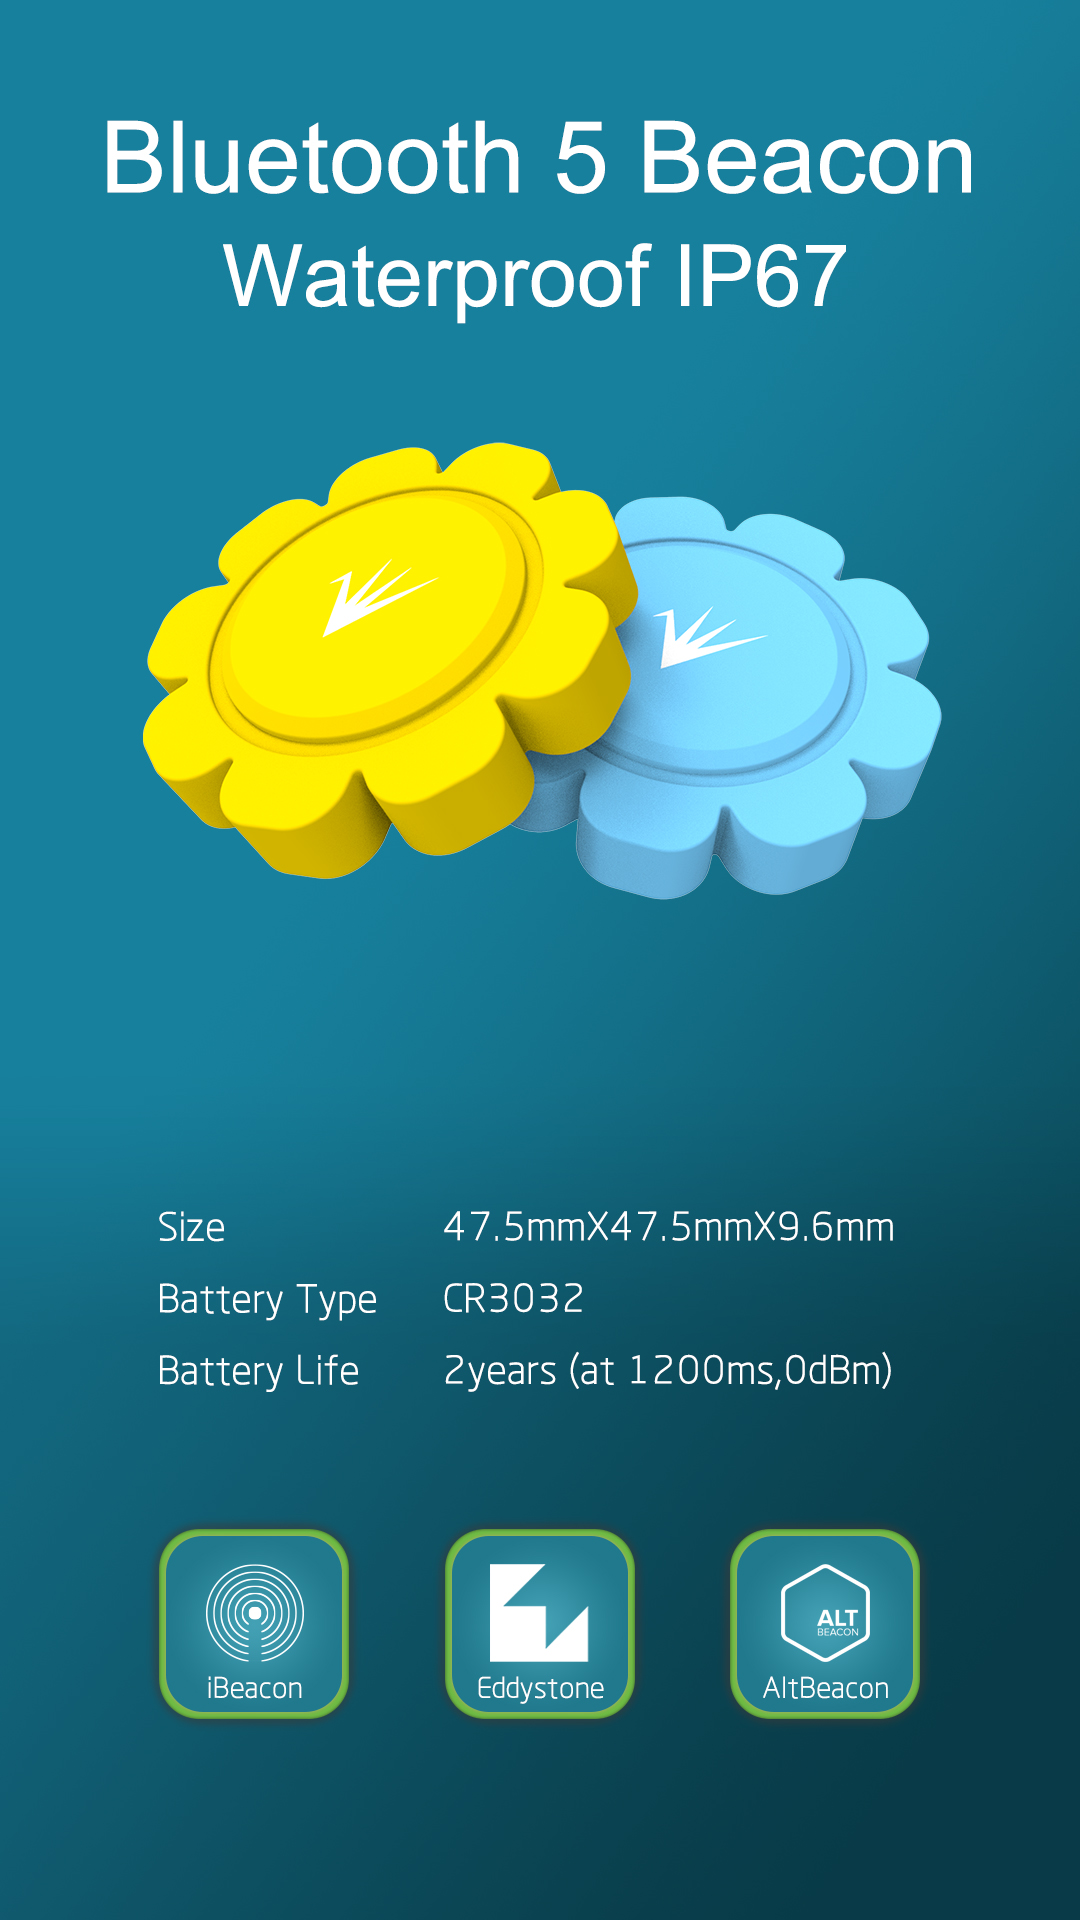 Bluetooth 5 Beacon
Waterproof IP67
Size 47.5mmX47.5mmX9.6mm
Battery Type CR3032
Battery Life 2years (at 1200ms,0dBm)
ALT
BEACON
iBeacon Eddystone AltBeacon